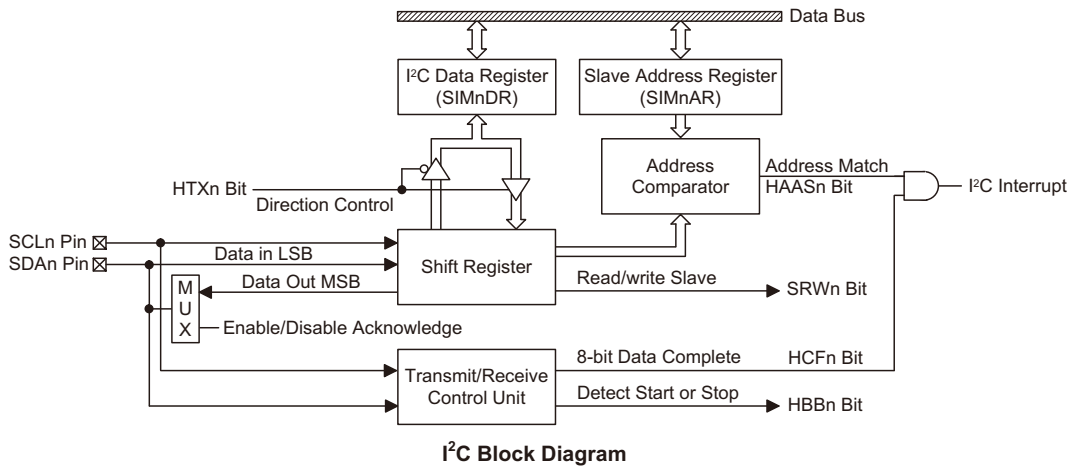 Data Bus
I²C Data Register
(SIMnDR)
Slave Address Register
(SIMnAR)
Address
Comparator
Address Match
HAASn Bit
I²C Interrupt
HTXn Bit
Direction Control
SCLn Pin
SDAn Pin
Data in LSB
Shift Register
Data Out MSB
Read/write Slave
SRWn Bit
M
U
X
Enable/Disable Acknowledge
Transmit/Receive
Control Unit
8-bit Data Complete
HCFn Bit
Detect Start or Stop
HBBn Bit
I²C Block Diagram